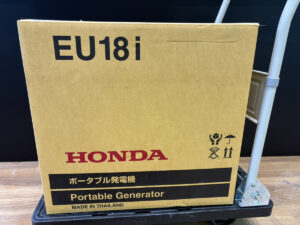 EU18i
HONDA
ポータブル発電機
Portable Generator
MADE IN THAILAND